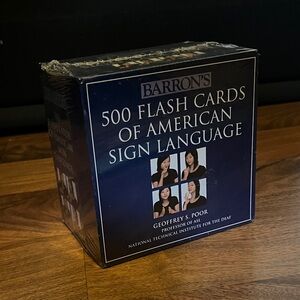 BARRON'S
500 FLASH CARDS
OF AMERICAN
SIGN LANGUAGE
GEOFFREY S. POOR
PROFESSOR OF ASL
NATIONAL TECHNICAL INSTITUTE FOR THE DEAF